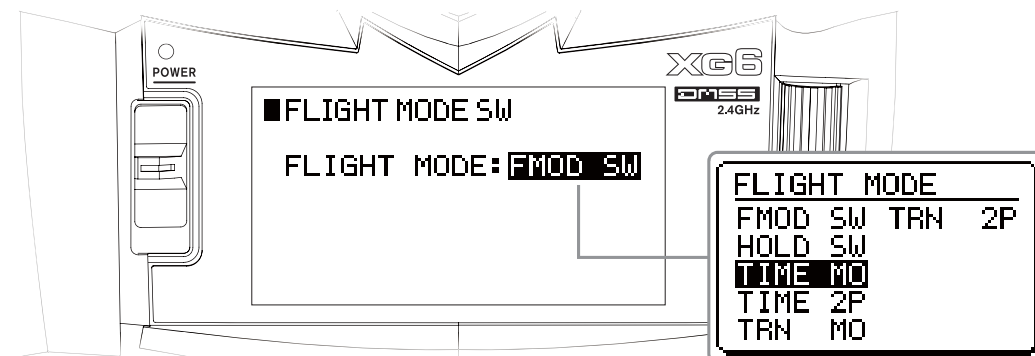 POWER
XG6
DMSS
2.4GHz
■FLIGHT MODE SW
FLIGHT MODE:FMOD SW
FLIGHT MODE
FMOD SW TRN 2P
HOLD SW
TIME MO
TIME 2P
TRN MO